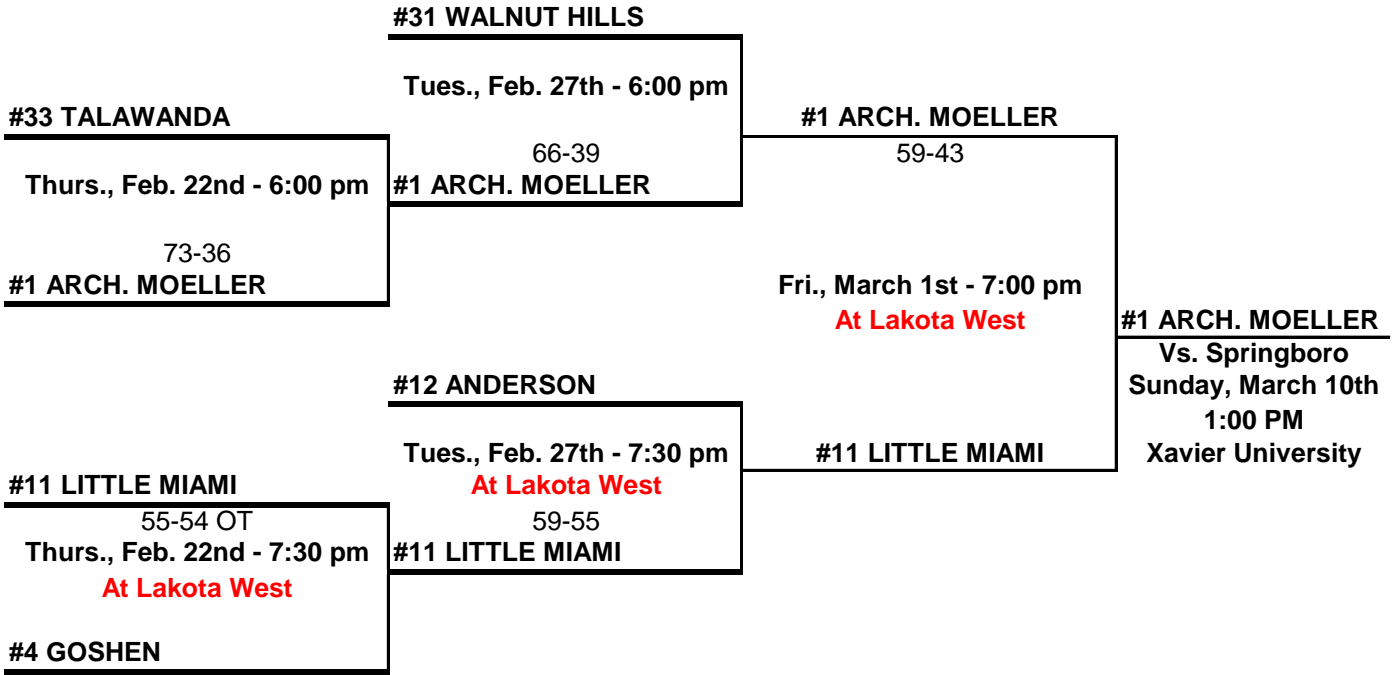 #31 WALNUT HILLS
Tues., Feb. 27th - 6:00 pm
#33 TALAWANDA
#1 ARCH. MOELLER
66-39
59-43
Thurs., Feb. 22nd - 6:00 pm
#1 ARCH. MOELLER
73-36
#1 ARCH. MOELLER
Fri., March 1st - 7:00 pm
At Lakota West
#1 ARCH. MOELLER
Vs. Springboro
Sunday, March 10th
1:00 PM
Xavier University
#12 ANDERSON
Tues., Feb. 27th - 7:30 pm
At Lakota West
#11 LITTLE MIAMI
#11 LITTLE MIAMI
55-54 OT
59-55
Thurs., Feb. 22nd - 7:30 pm
#11 LITTLE MIAMI
At Lakota West
#4 GOSHEN